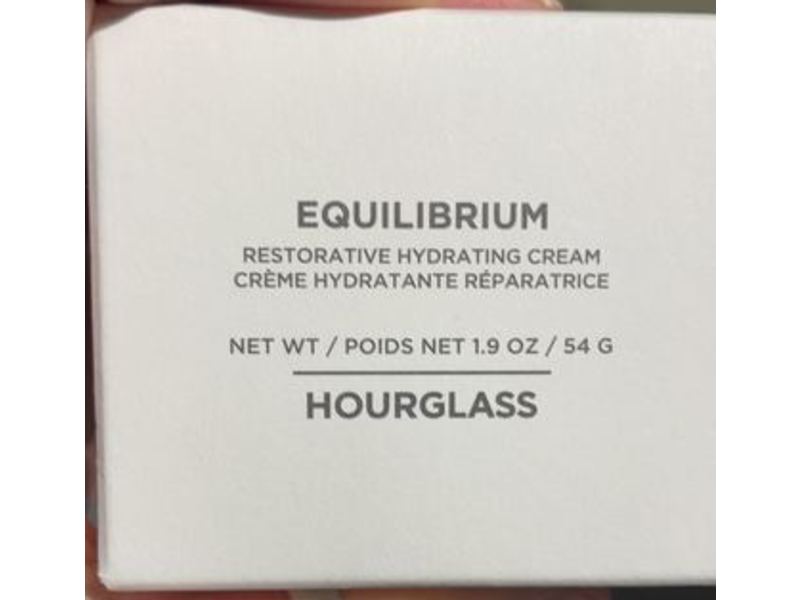 EQUILIBRIUM
RESTORATIVE HYDRATING CREAM
CRÈME HYDRATANTE RÉPARATRICE
NET WT / POIDS NET 1.9 OZ / 54 G
HOURGLASS